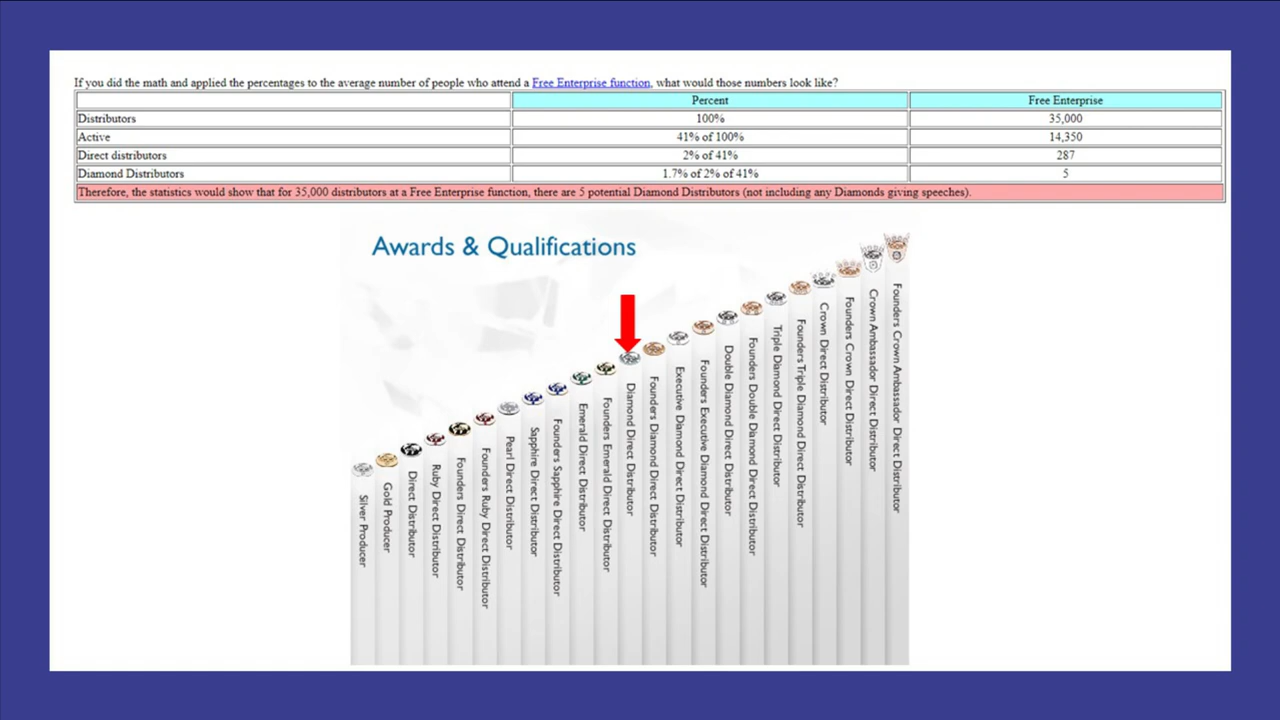 If you did the math and applied the percentages to the average number of people who attend a Free Enterprise function, what would those numbers look like?
Percent Free Enterprise
Distributors 100% 35,000
Active 41% of 100% 14,350
Direct distributors 2% of 41% 287
Diamond Distributors 1.7% of 2% of 41% 5
Therefore, the statistics would show that for 35,000 distributors at a Free Enterprise function, there are 5 potential Diamond Distributors (not including any Diamonds giving speeches).
Awards & Qualifications
Silver Producer
Gold Producer
Direct Distributor
Ruby Direct Distributor
Founders Direct Distributor
Founders Ruby Direct Distributor
Pearl Direct Distributor
Sapphire Direct Distributor
Founders Sapphire Direct Distributor
Emerald Direct Distributor
Founders Emerald Direct Distributor
Diamond Direct Distributor
Founders Diamond Direct Distributor
Executive Diamond Direct Distributor
Founders Executive Diamond Direct Distributor
Double Diamond Direct Distributor
Founders Double Diamond Direct Distributor
Triple Diamond Direct Distributor
Founders Triple Diamond Direct Distributor
Crown Direct Distributor
Founders Crown Direct Distributor
Crown Ambassador Direct Distributor
Founders Crown Ambassador Direct Distributor